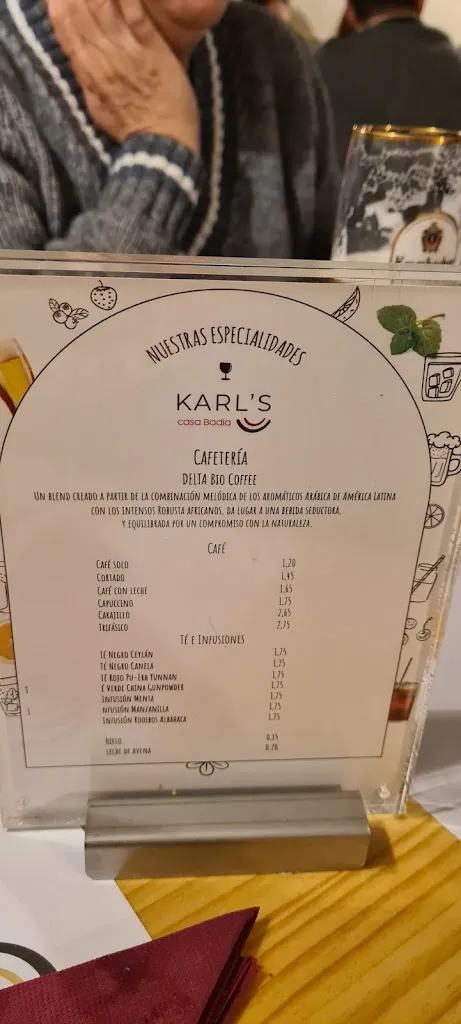 NUESTRAS ESPECIALIDADES
KARL'S
casa Badía
CAFETERÍA
DELTA BIO COFFEE
UN BLEND CREADO A PARTIR DE LA COMBINACIÓN MELÓDICA DE LOS AROMÁTICOS ARÁBICA DE AMÉRICA LATINA
CON LOS INTENSOS ROBUSTA AFRICANOS, DA LUGAR A UNA BEBIDA SEDUCTORA,
Y EQUILIBRADA POR UN COMPROMISO CON LA NATURALEZA.
CAFÉ
CAFÉ SOLO 1,20
CORTADO 1,45
CAFÉ CON LECHE 1,65
CAPUCCINO 1,75
CARAJILLO 2,65
TRIFÁSICO 2,75
TÉ E INFUSIONES
TÉ NEGRO CEYLÁN 1,75
TÉ NEGRO CANELA 1,75
TÉ ROJO PU-ERH YUNNAN 1,75
É VERDE CHINA GUNPOWDER 1,75
INFUSIÓN MENSA 1,75
NFUSIÓN MANZANILLA 1,75
INFUSIÓN ROOIBOS ALBAHACA 1,75
HIELO 0,15
LECHE DE AVENA 0,20